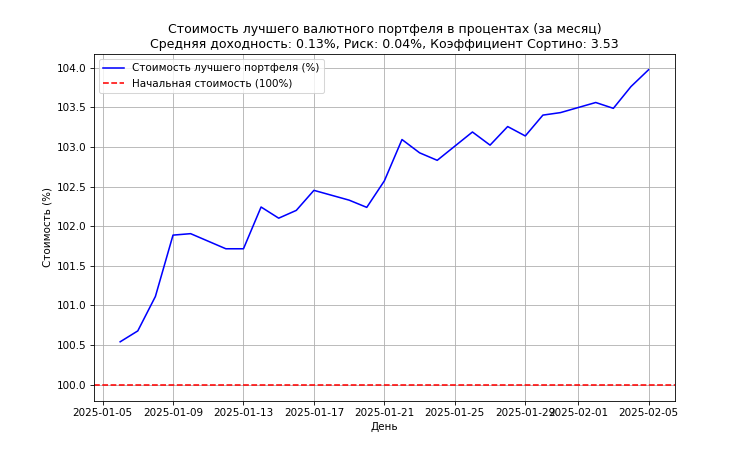 Стоимость лучшего валютного портфеля в процентах (за месяц)
Средняя доходность: 0.13%, Риск: 0.04%, Коэффициент Сортино: 3.53
Стоимость лучшего портфеля (%)
Начальная стоимость (100%)
Стоимость (%)
104.0
103.5
103.0
102.5
102.0
101.5
101.0
100.5
100.0
2025-01-05 2025-01-09 2025-01-13 2025-01-17 2025-01-21 2025-01-25 2025-01-29 2025-02-01 2025-02-05
День